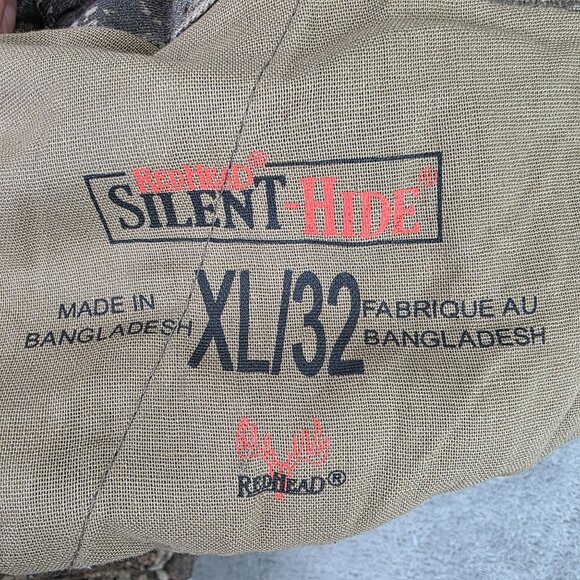 REDHEAD®
SILENT-HIDE®
MADE IN
BANGLADESH
XL/32
FABRIQUE AU
BANGLADESH
REDHEAD®